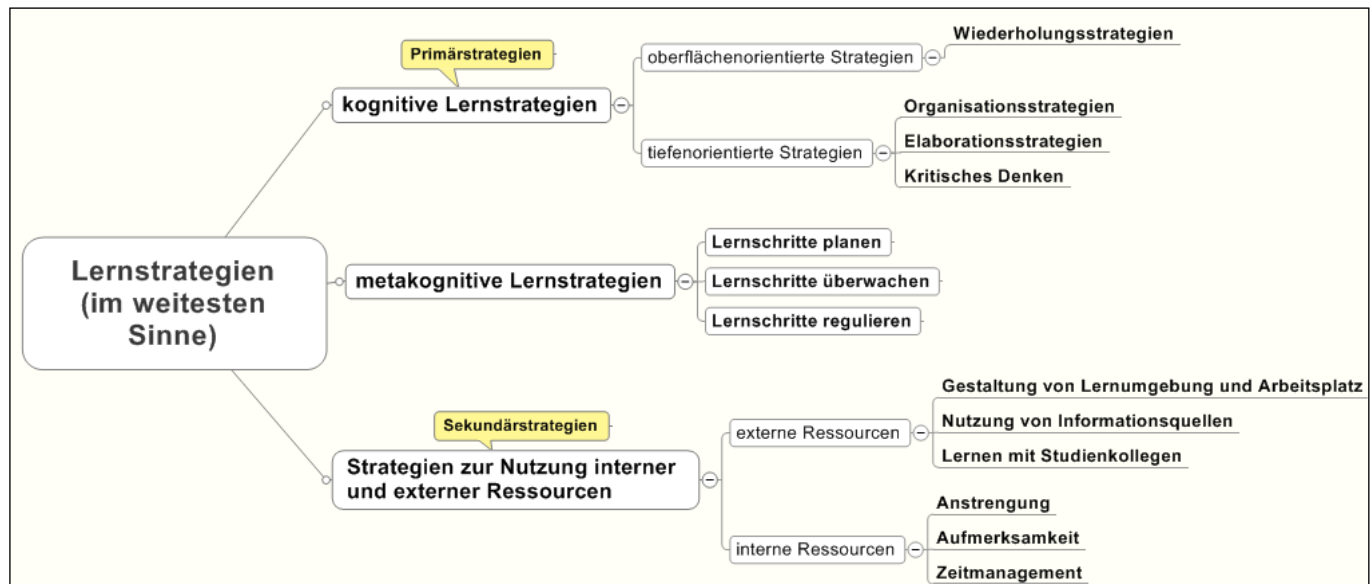 Primärstrategien
kognitive Lernstrategien
oberflächenorientierte Strategien
Wiederholungsstrategien
tiefenorientierte Strategien
Organisationsstrategien
Elaborationsstrategien
Kritisches Denken
Lernstrategien
(im weitesten
Sinne)
metakognitive Lernstrategien
Lernschritte planen
Lernschritte überwachen
Lernschritte regulieren
Sekundärstrategien
Strategien zur Nutzung interner
und externer Ressourcen
externe Ressourcen
Gestaltung von Lernumgebung und Arbeitsplatz
Nutzung von Informationsquellen
Lernen mit Studienkollegen
interne Ressourcen
Anstrengung
Aufmerksamkeit
Zeitmanagement